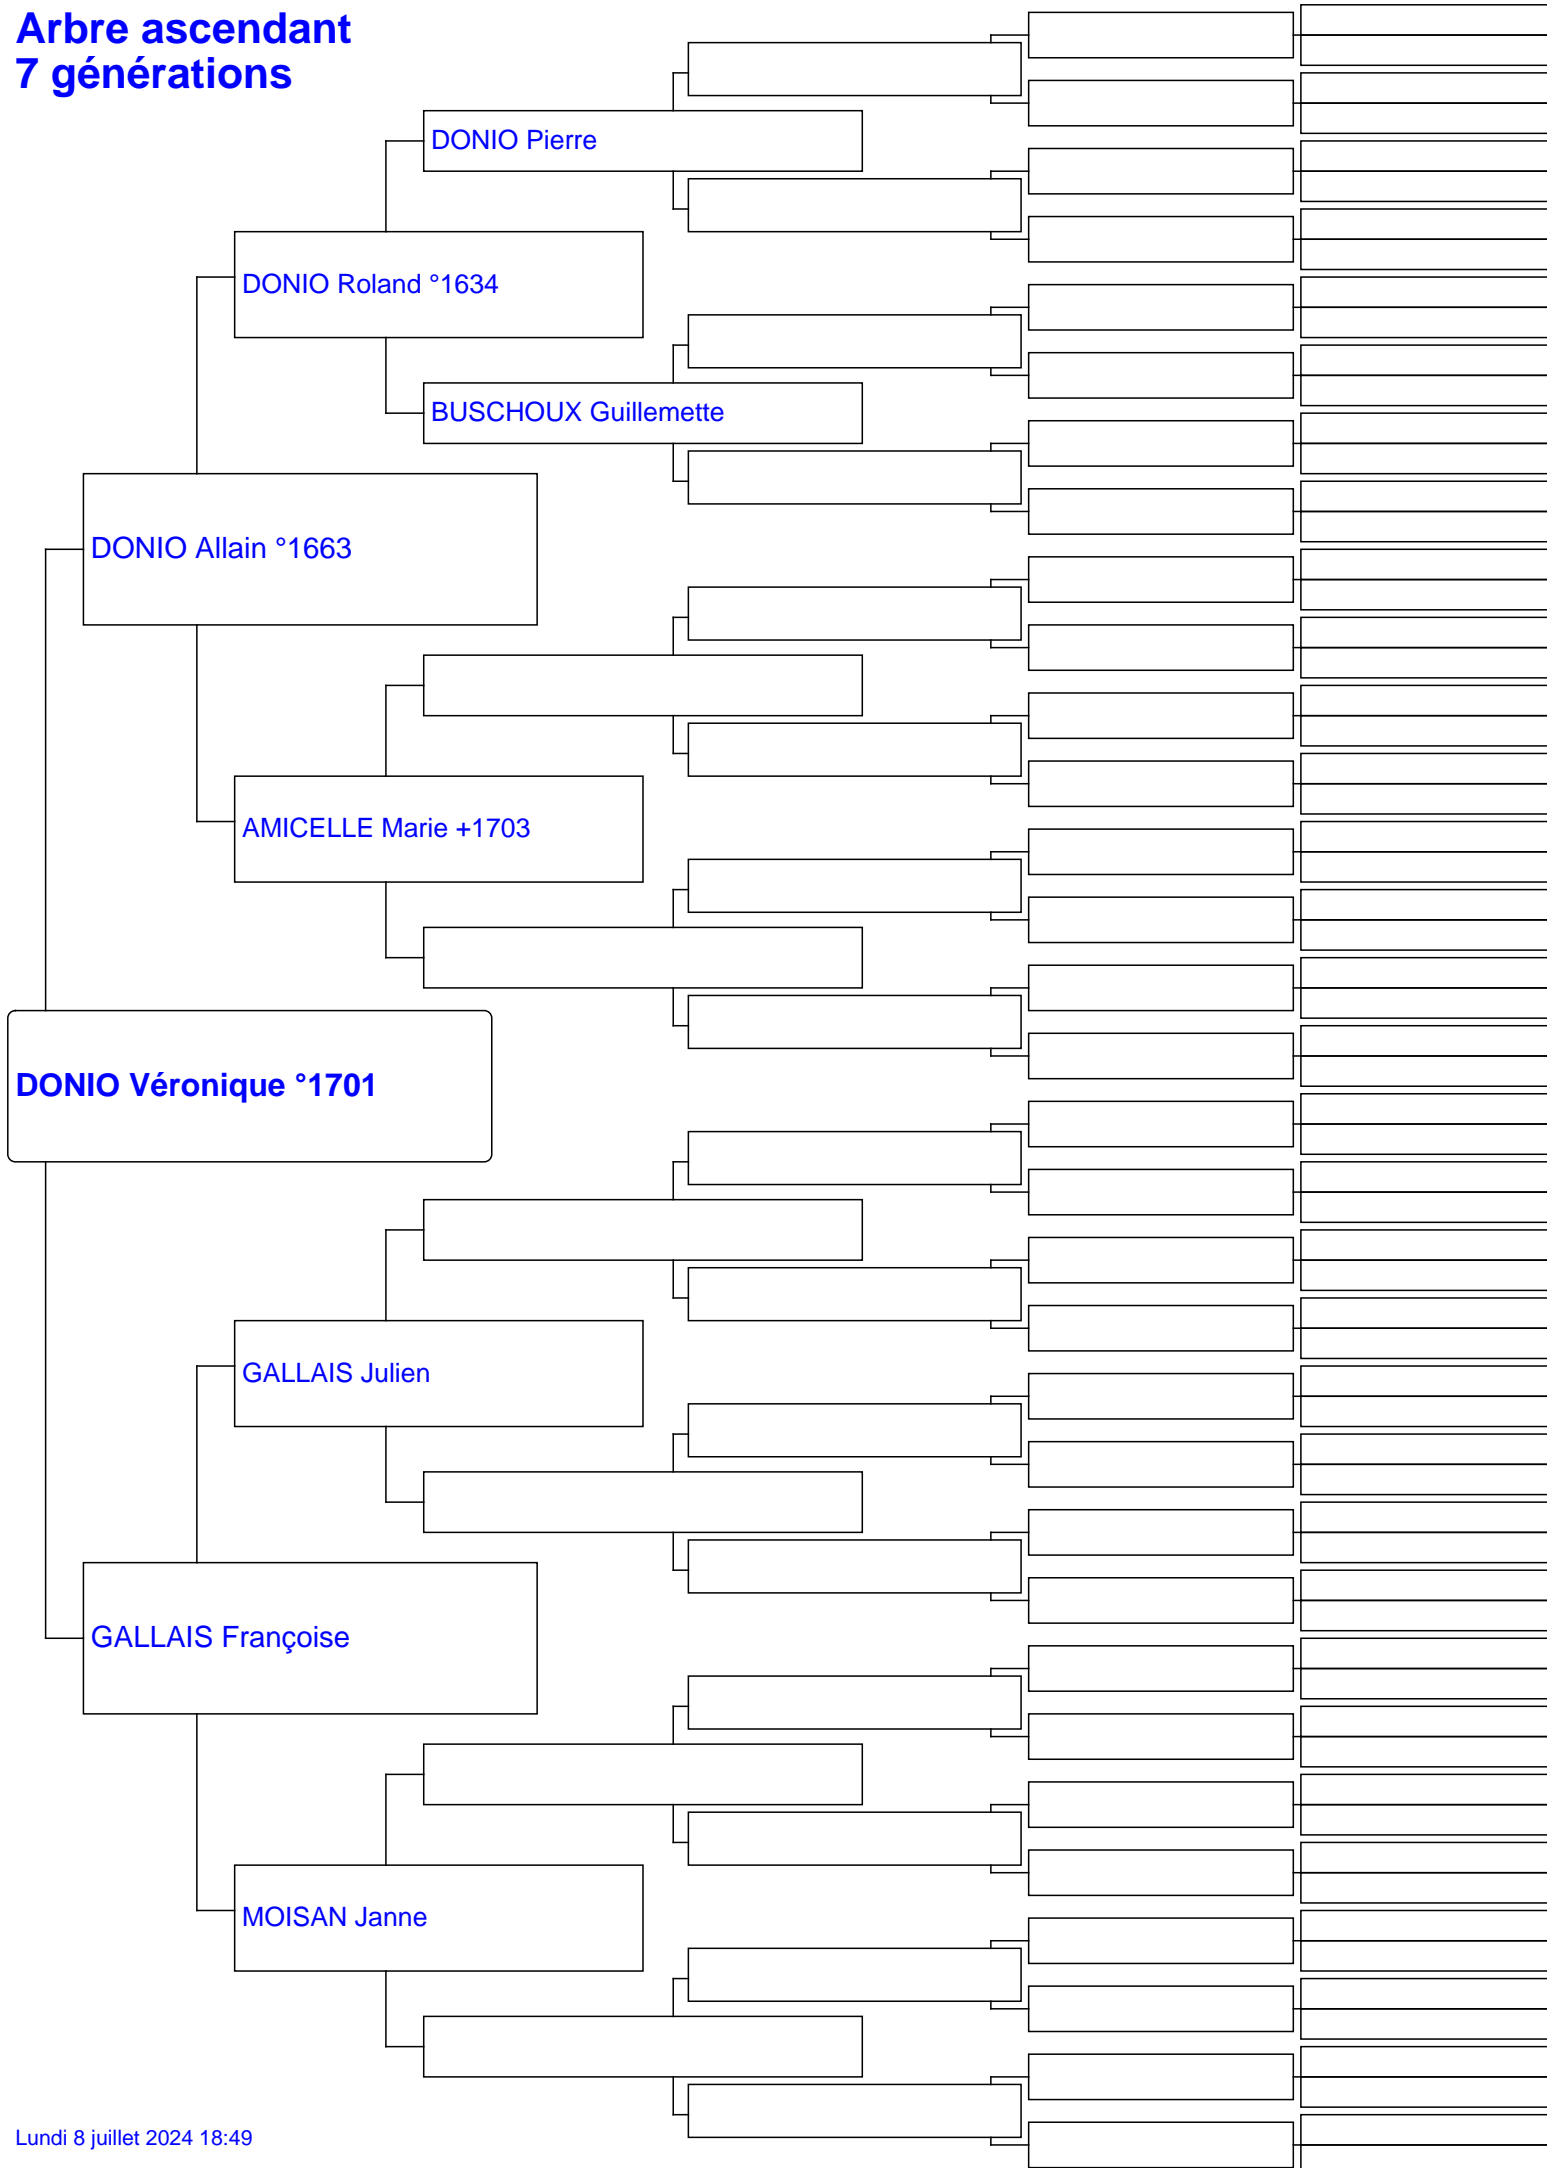 Arbre ascendant
7 générations
DONIO Pierre
DONIO Roland °1634
BUSCHOUX Guillemette
DONIO Allain °1663
AMICELLE Marie +1703
DONIO Véronique °1701
GALLAIS Julien
GALLAIS Françoise
MOISAN Janne
Lundi 8 juillet 2024 18:49